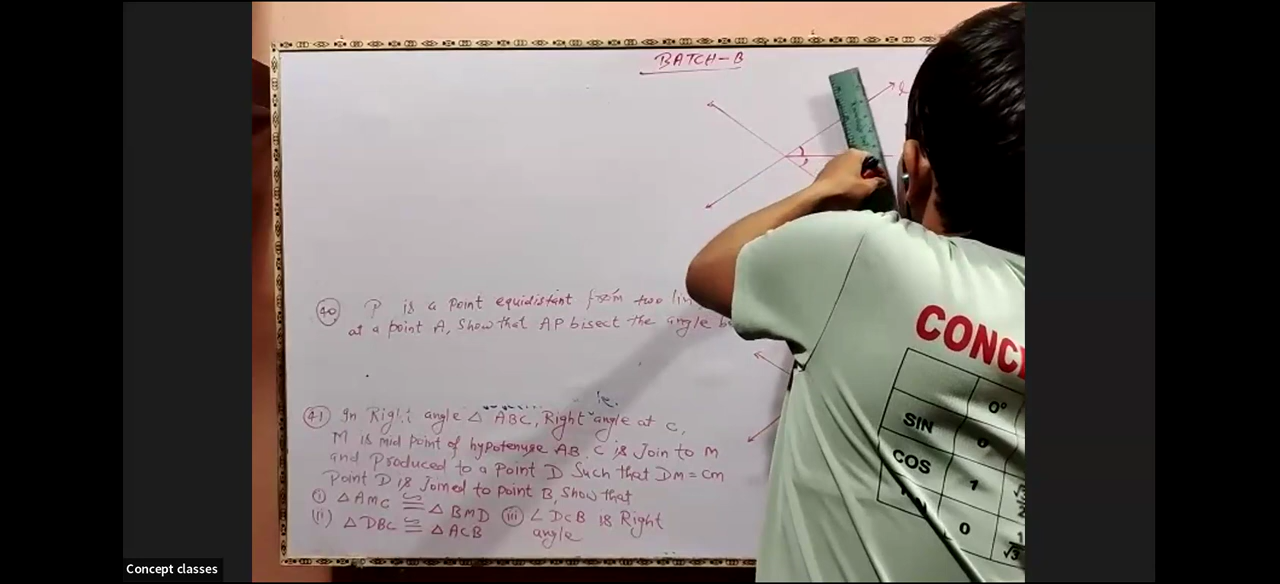 BATCH-B
l
40 P is a point equidistant from two lin
at a point A, Show that AP bisect the angle b
41 In Right angle △ ABC, Right angle at C,
M is mid point of hypotenuse AB. C is Join to M
and Produced to a Point D Such that DM = CM
Point D is Joined to point B, Show that
(i) △AMC ≅ △BMD
(ii) △DBC ≅ △ACB
(iii) ∠DCB is Right
angle
CONC
0°
SIN 0
COS 1
0
Concept classes